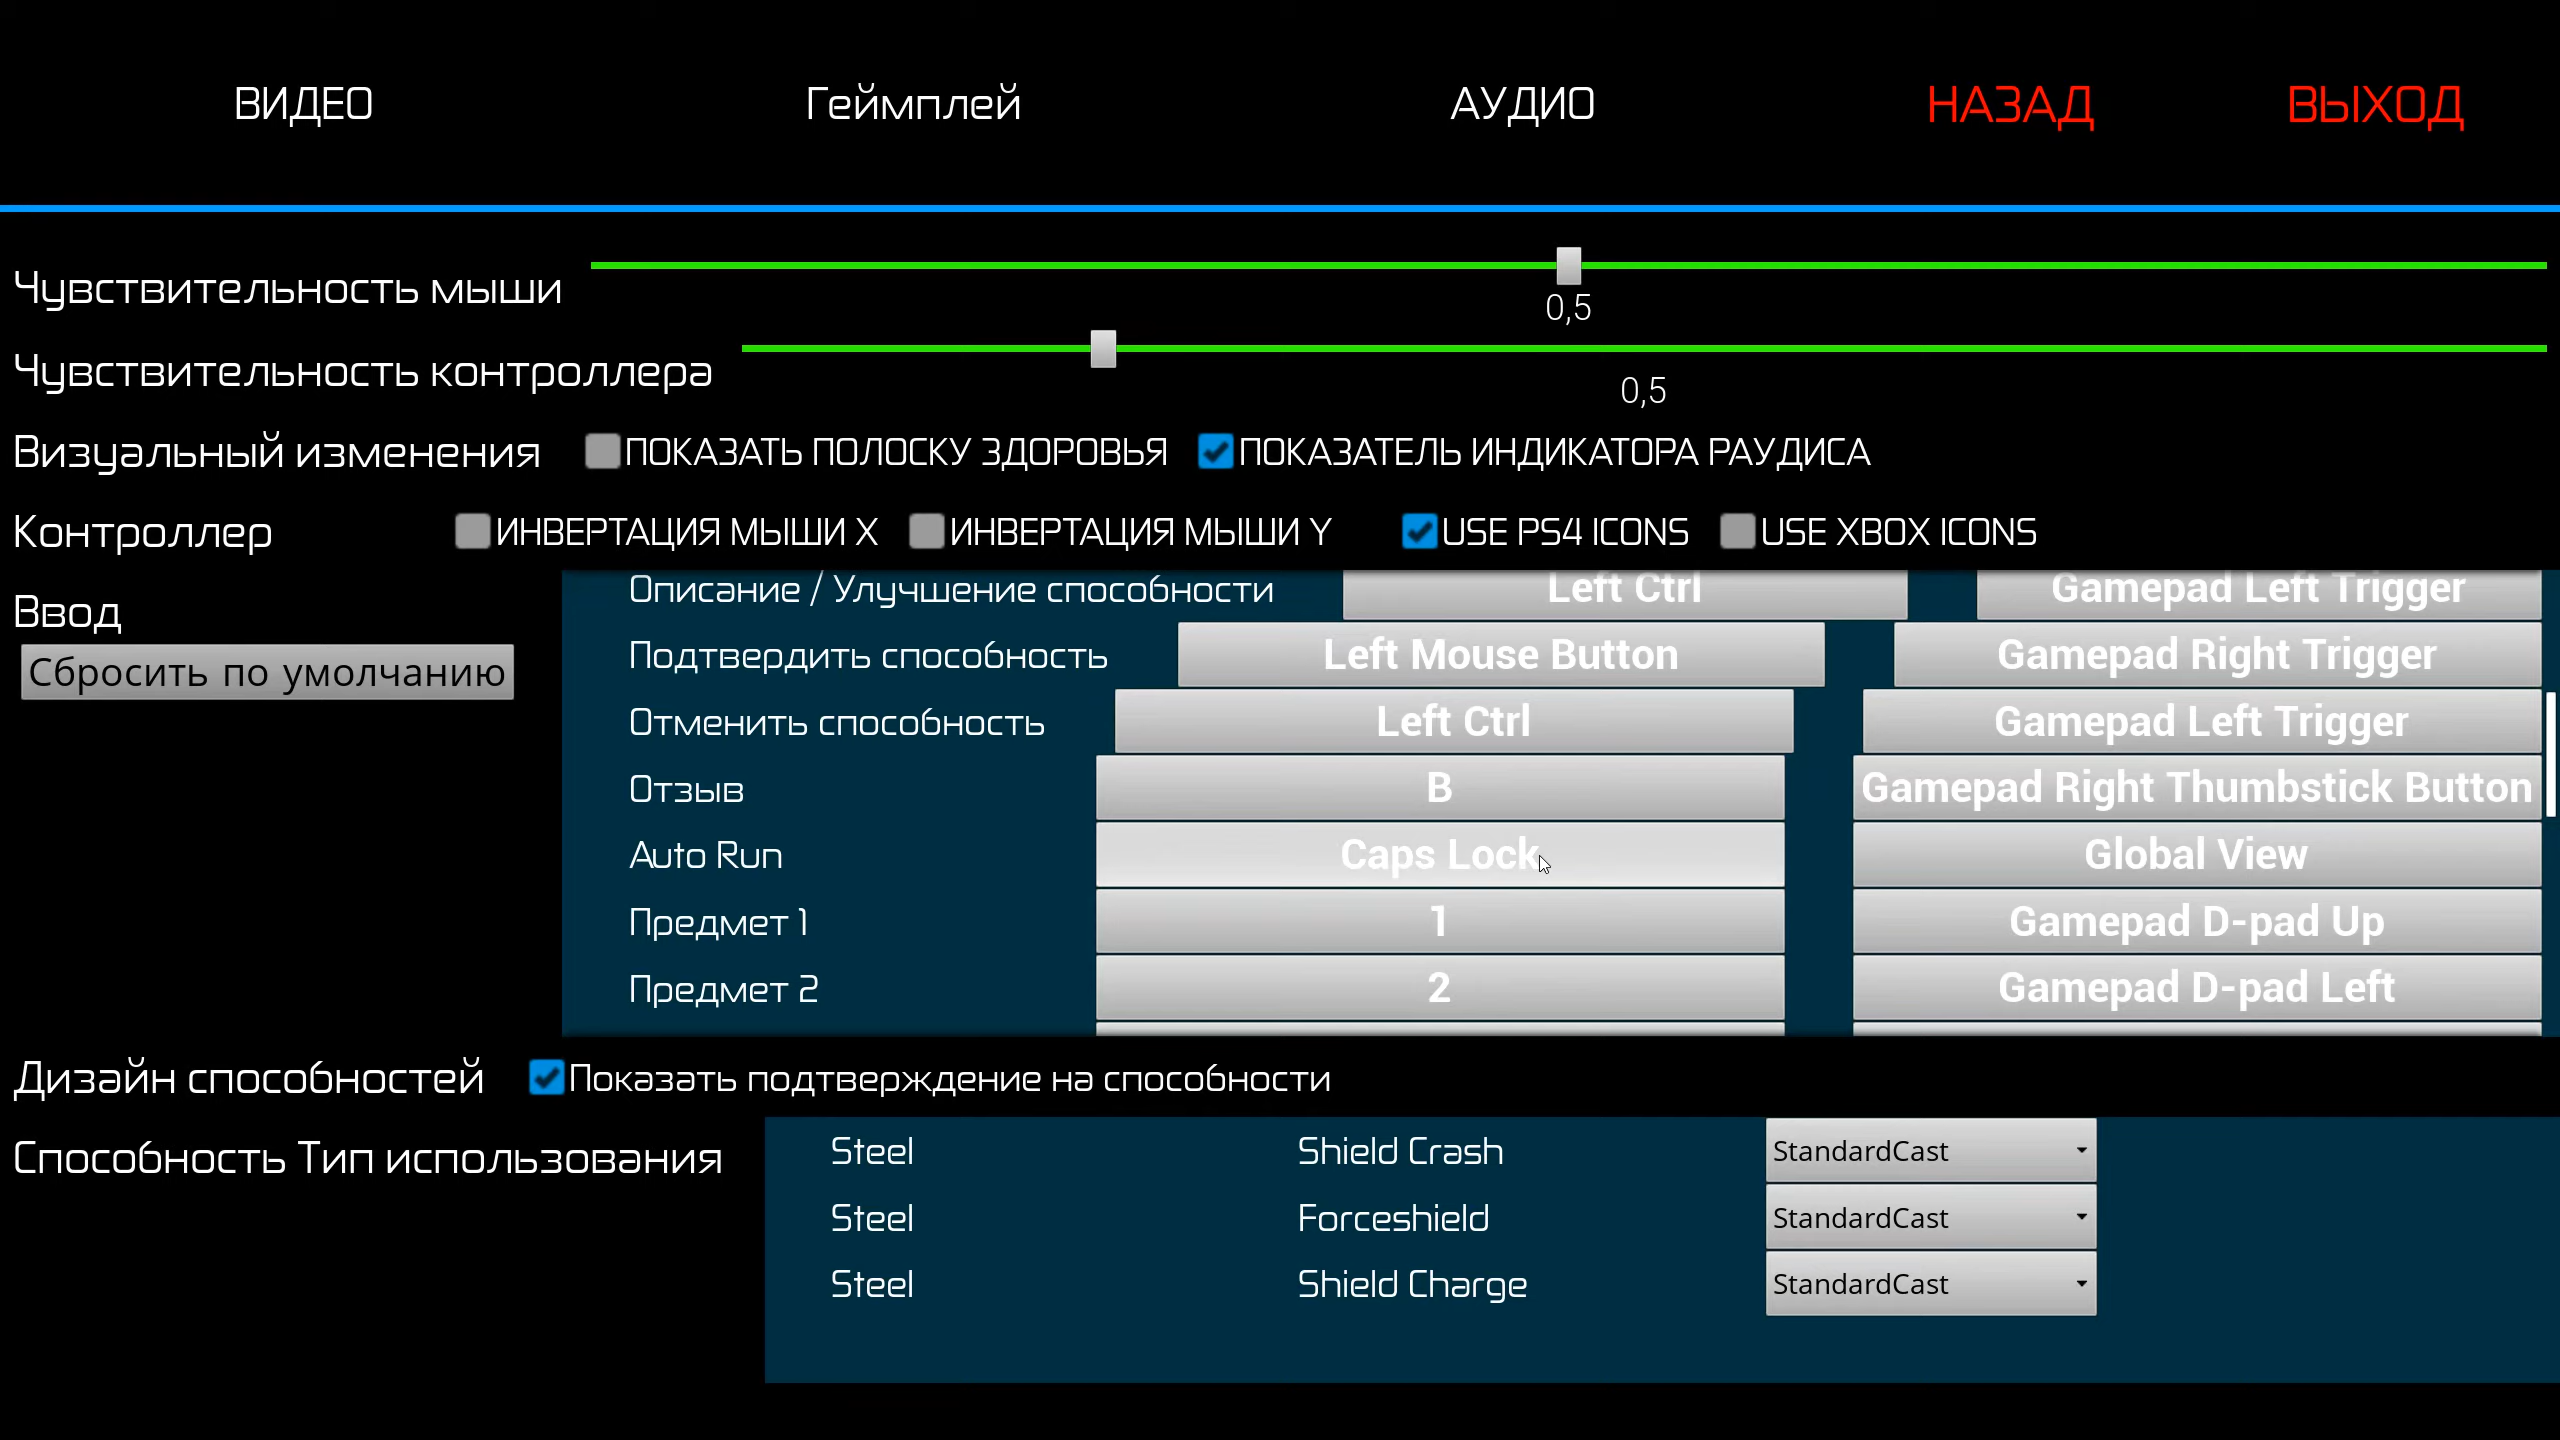 ВИДЕО Геймплей АУДИО НАЗАД ВЫХОД
Чувствительность мыши
0,5
Чувствительность контроллера
0,5
Визуальный изменения ПОКАЗАТЬ ПОЛОСКУ ЗДОРОВЬЯ ПОКАЗАТЕЛЬ ИНДИКАТОРА РАУДИСА
Контроллер ИНВЕРТАЦИЯ МЫШИ X ИНВЕРТАЦИЯ МЫШИ Y USE PS4 ICONS USE XBOX ICONS
Ввод
Сбросить по умолчанию
Описание / Улучшение способности Left Ctrl Gamepad Left Trigger
Подтвердить способность Left Mouse Button Gamepad Right Trigger
Отменить способность Left Ctrl Gamepad Left Trigger
Отзыв B Gamepad Right Thumbstick Button
Auto Run Caps Lock Global View
Предмет 1 1 Gamepad D-pad Up
Предмет 2 2 Gamepad D-pad Left
Дизайн способностей Показать подтверждение на способности
Способность Тип использования
Steel Shield Crash StandardCast
Steel Forceshield StandardCast
Steel Shield Charge StandardCast